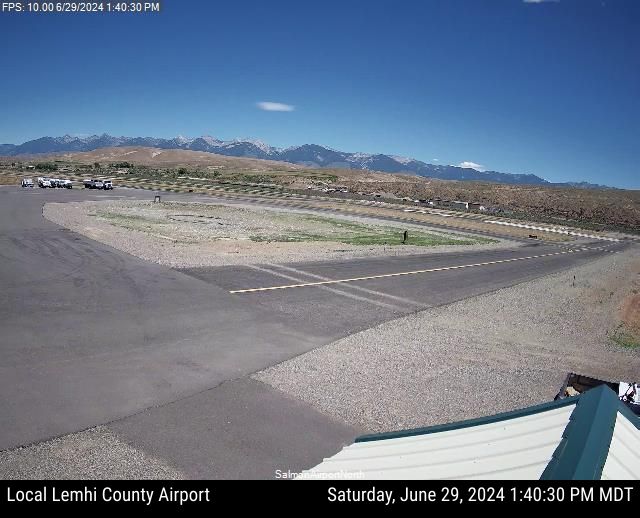 FPS: 10.00 6/29/2024 1:40:30 PM
SalmonAirportNorth
Local Lemhi County Airport Saturday, June 29, 2024 1:40:30 PM MDT